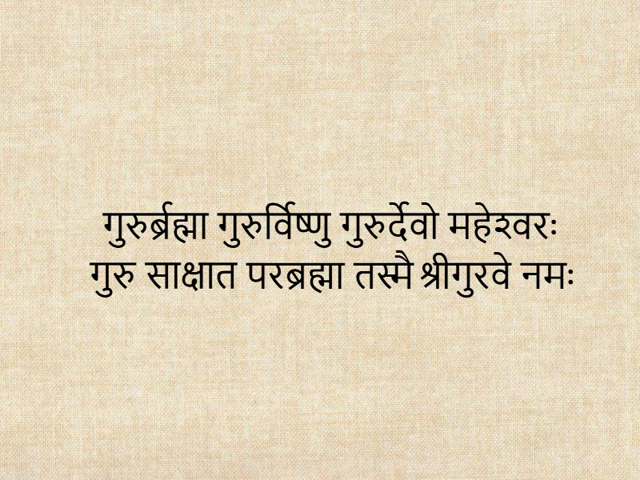 गुरुर्ब्रह्मा गुरुर्विष्णु गुरुर्देवो महेश्वरः
गुरु साक्षात परब्रह्मा तस्मै श्रीगुरवे नमः